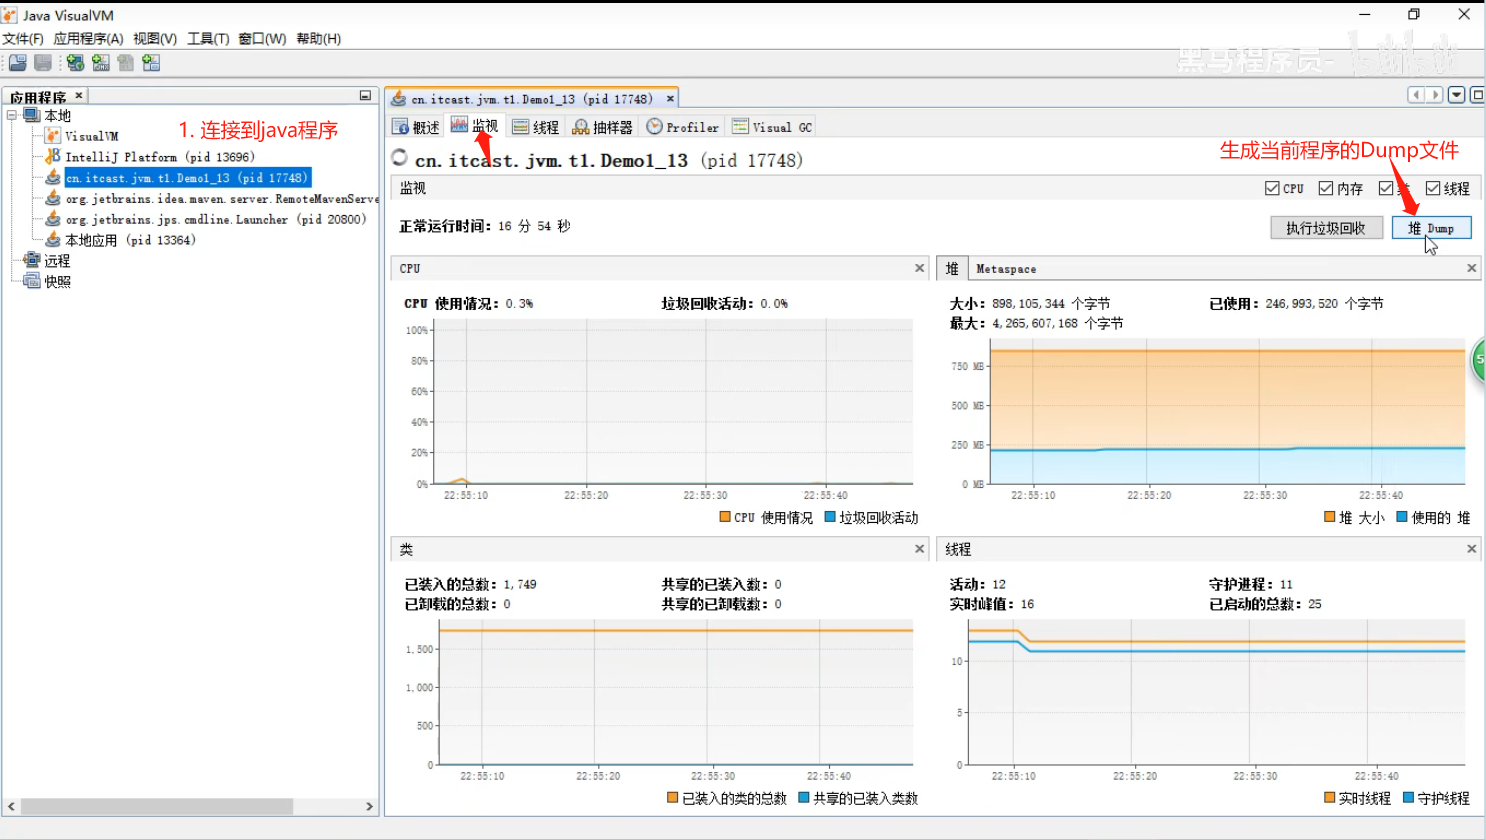 Java VisualVM
文件(F) 应用程序(A) 视图(V) 工具(T) 窗口(W) 帮助(H)
黑马程序员-
应用程序
本地
VisualVM
IntelliJ Platform (pid 13696)
cn.itcast.jvm.t1.Demo1_13 (pid 17748)
org.jetbrains.idea.maven.server.RemoteMavenServe
org.jetbrains.jps.cmdline.Launcher (pid 20800)
本地应用 (pid 13364)
远程
快照
1. 连接到java程序
cn.itcast.jvm.t1.Demo1_13 (pid 17748)
概述 监视 线程 抽样器 Profiler Visual GC
cn.itcast.jvm.t1.Demo1_13 (pid 17748)
生成当前程序的Dump文件
监视
CPU 内存 线程
正常运行时间: 16 分 54 秒
执行垃圾回收 堆 Dump
CPU
CPU 使用情况: 0.3% 垃圾回收活动: 0.0%
100%
80%
60%
40%
20%
0%
22:55:10 22:55:20 22:55:30 22:55:40
CPU 使用情况 垃圾回收活动
堆 Metaspace
大小: 898,105,344 个字节 已使用: 246,993,520 个字节
最大: 4,265,607,168 个字节
750 MB
500 MB
250 MB
0 MB
22:55:10 22:55:20 22:55:30 22:55:40
堆 大小 使用的 堆
类
已装入的总数: 1,749 共享的已装入数: 0
已卸载的总数: 0 共享的已卸载数: 0
1,500
1,000
500
0
22:55:10 22:55:20 22:55:30 22:55:40
已装入的类的总数 共享的已装入类数
线程
活动: 12 守护进程: 11
实时峰值: 16 已启动的总数: 25
10
5
0
22:55:10 22:55:20 22:55:30 22:55:40
实时线程 守护线程